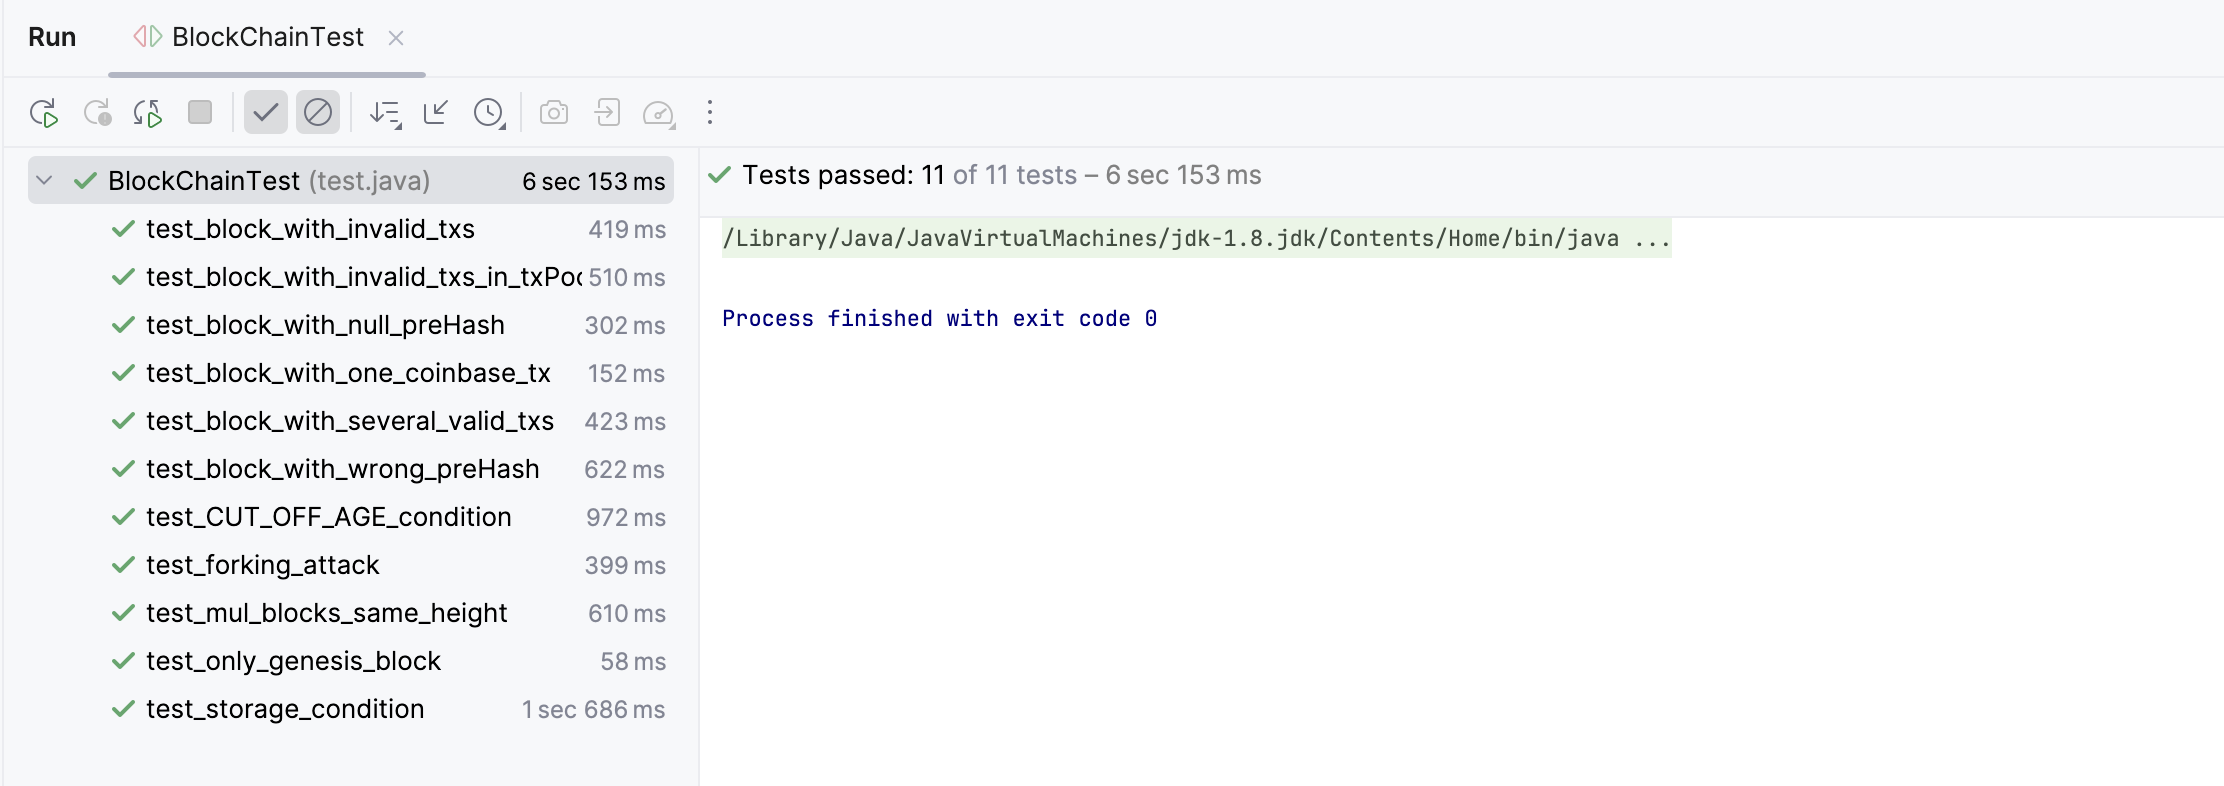 Run BlockChainTest
BlockChainTest (test.java) 6 sec 153 ms
test_block_with_invalid_txs 419 ms
test_block_with_invalid_txs_in_txPoo 510 ms
test_block_with_null_preHash 302 ms
test_block_with_one_coinbase_tx 152 ms
test_block_with_several_valid_txs 423 ms
test_block_with_wrong_preHash 622 ms
test_CUT_OFF_AGE_condition 972 ms
test_forking_attack 399 ms
test_mul_blocks_same_height 610 ms
test_only_genesis_block 58 ms
test_storage_condition 1 sec 686 ms
Tests passed: 11 of 11 tests – 6 sec 153 ms
/Library/Java/JavaVirtualMachines/jdk-1.8.jdk/Contents/Home/bin/java ...
Process finished with exit code 0